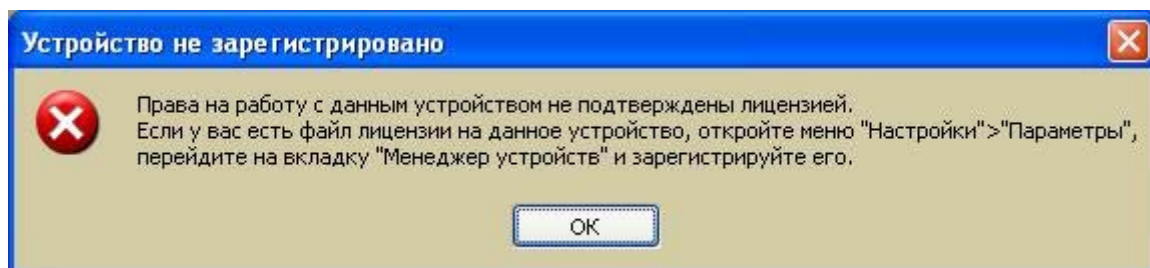 Устройство не зарегистрировано
Права на работу с данным устройством не подтверждены лицензией.
Если у вас есть файл лицензии на данное устройство, откройте меню "Настройки">"Параметры",
перейдите на вкладку "Менеджер устройств" и зарегистрируйте его.
ОК